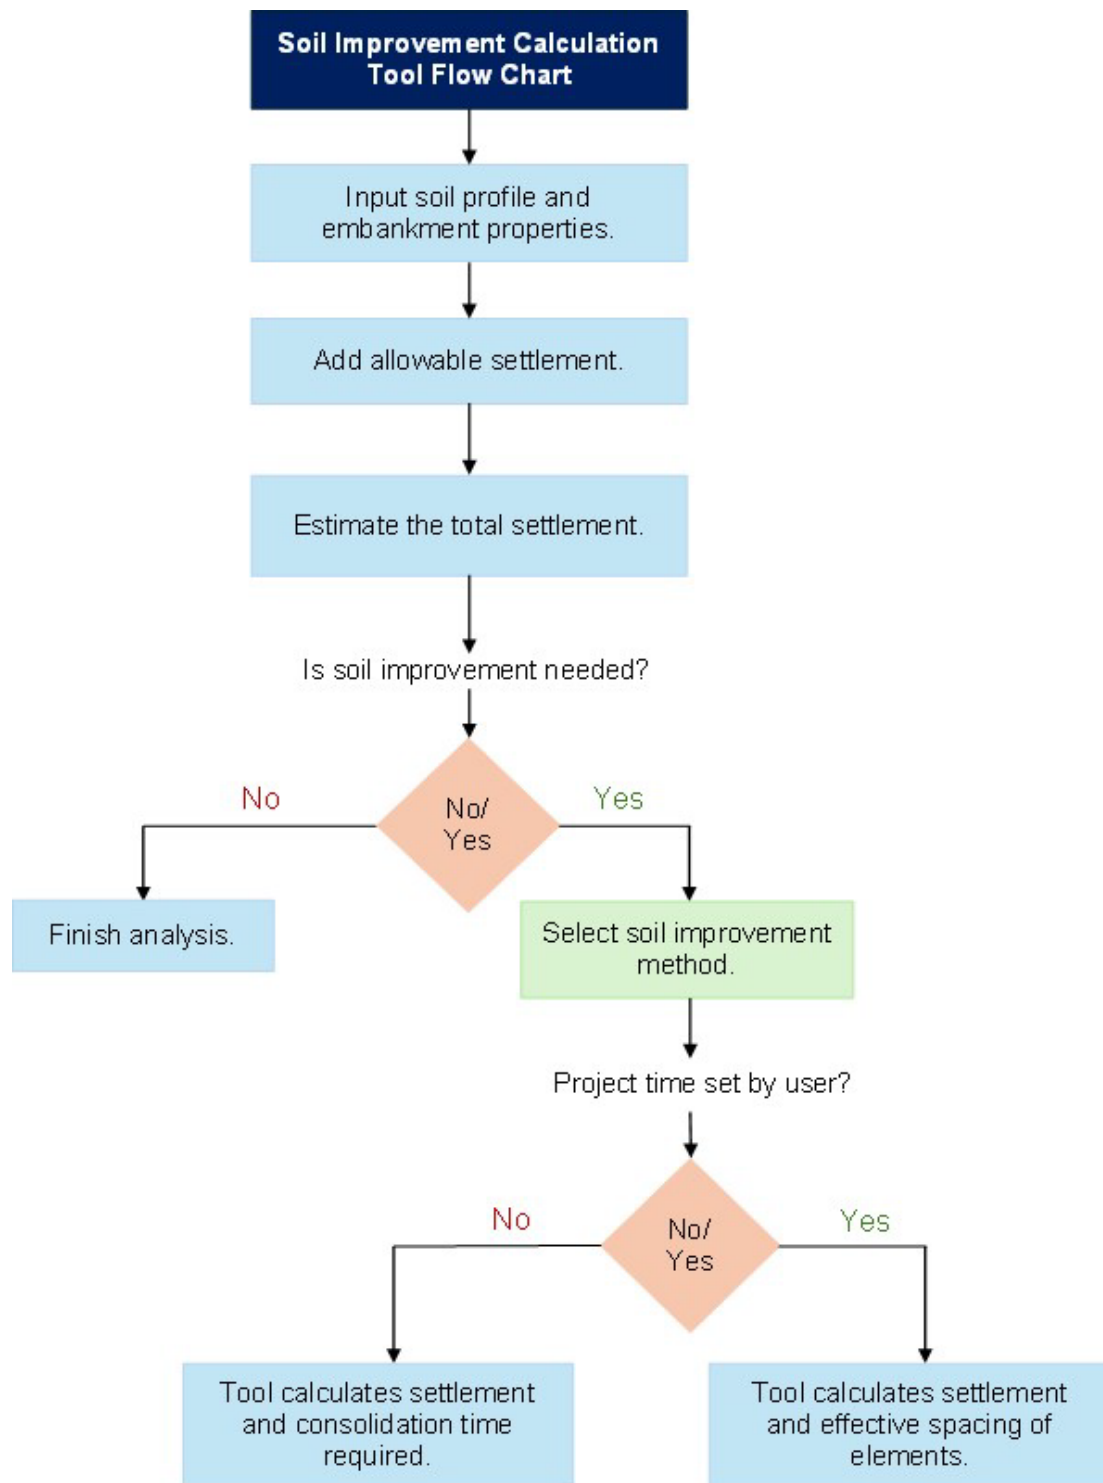 Soil Improvement Calculation
Tool Flow Chart
Input soil profile and
embankment properties.
Add allowable settlement.
Estimate the total settlement.
Is soil improvement needed?
No
No/
Yes
Yes
Finish analysis.
Select soil improvement
method.
Project time set by user?
No
No/
Yes
Yes
Tool calculates settlement
and consolidation time
required.
Tool calculates settlement
and effective spacing of
elements.